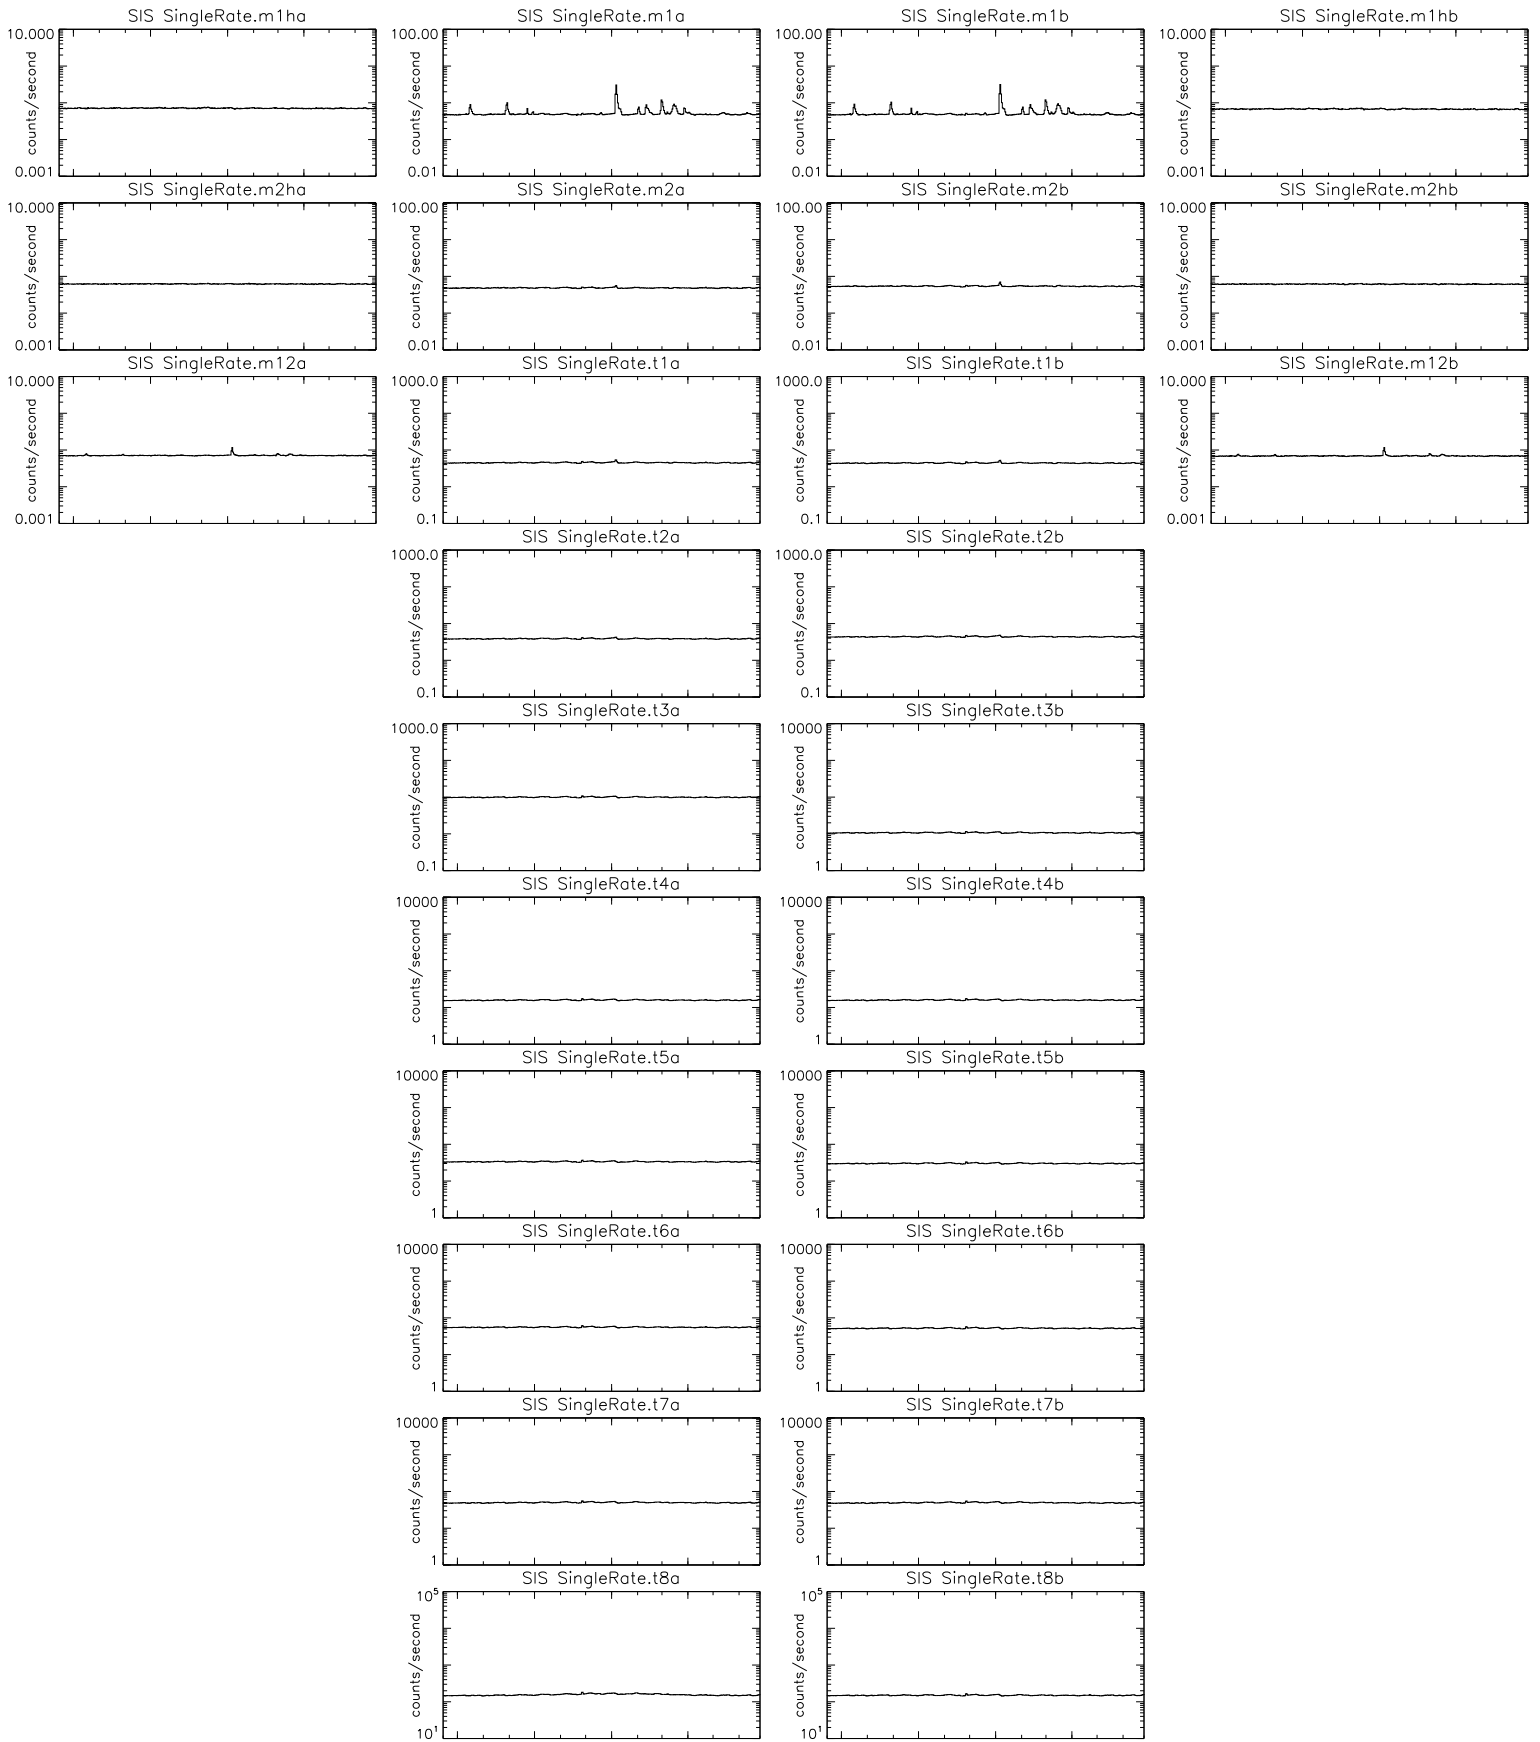 SIS SingleRate.m1ha
10.000
counts/second
0.001
SIS SingleRate.m1a
100.00
counts/second
0.01
SIS SingleRate.m1b
100.00
counts/second
0.01
SIS SingleRate.m1hb
10.000
counts/second
0.001
SIS SingleRate.m2ha
10.000
counts/second
0.001
SIS SingleRate.m2a
100.00
counts/second
0.01
SIS SingleRate.m2b
100.00
counts/second
0.01
SIS SingleRate.m2hb
10.000
counts/second
0.001
SIS SingleRate.m12a
10.000
counts/second
0.001
SIS SingleRate.t1a
1000.0
counts/second
0.1
SIS SingleRate.t1b
1000.0
counts/second
0.1
SIS SingleRate.m12b
10.000
counts/second
0.001
SIS SingleRate.t2a
1000.0
counts/second
0.1
SIS SingleRate.t2b
1000.0
counts/second
0.1
SIS SingleRate.t3a
1000.0
counts/second
0.1
SIS SingleRate.t3b
10000
counts/second
1
SIS SingleRate.t4a
10000
counts/second
1
SIS SingleRate.t4b
10000
counts/second
1
SIS SingleRate.t5a
10000
counts/second
1
SIS SingleRate.t5b
10000
counts/second
1
SIS SingleRate.t6a
10000
counts/second
1
SIS SingleRate.t6b
10000
counts/second
1
SIS SingleRate.t7a
10000
counts/second
1
SIS SingleRate.t7b
10000
counts/second
1
SIS SingleRate.t8a
10⁵
counts/second
10¹
SIS SingleRate.t8b
10⁵
counts/second
10¹